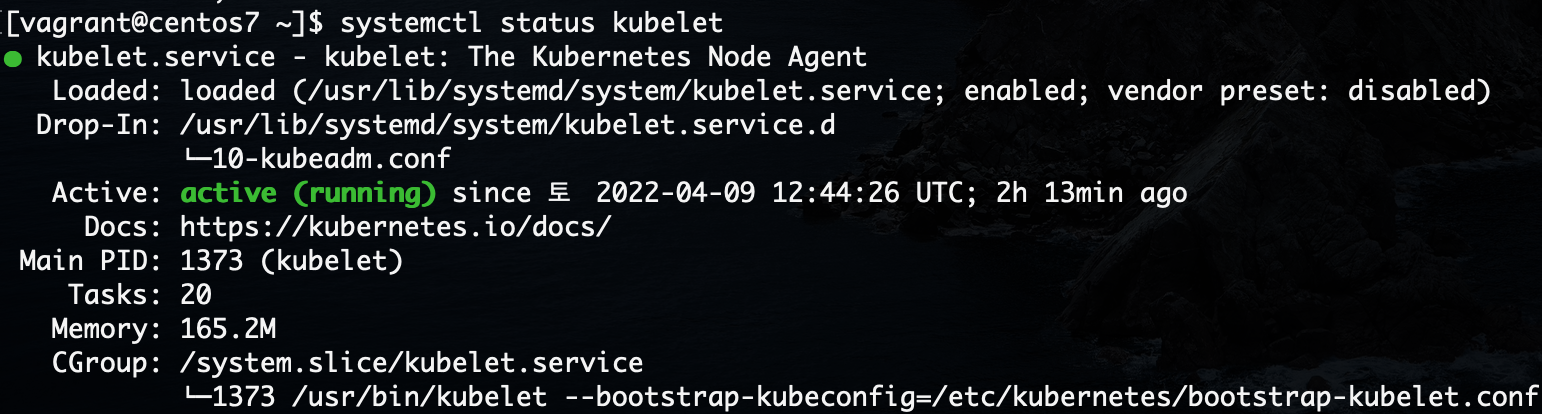 [vagrant@centos7 ~]$ systemctl status kubelet
● kubelet.service - kubelet: The Kubernetes Node Agent
   Loaded: loaded (/usr/lib/systemd/system/kubelet.service; enabled; vendor preset: disabled)
  Drop-In: /usr/lib/systemd/system/kubelet.service.d
           └─10-kubeadm.conf
   Active: active (running) since 토 2022-04-09 12:44:26 UTC; 2h 13min ago
     Docs: https://kubernetes.io/docs/
 Main PID: 1373 (kubelet)
    Tasks: 20
   Memory: 165.2M
   CGroup: /system.slice/kubelet.service
           └─1373 /usr/bin/kubelet --bootstrap-kubeconfig=/etc/kubernetes/bootstrap-kubelet.conf